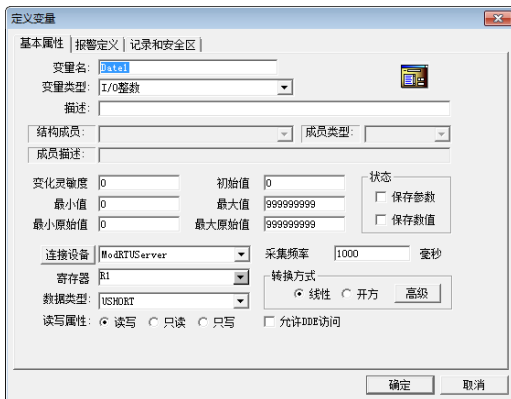 定义变量
基本属性 报警定义 记录和安全区
变量名: Date1
变量类型: I/O整数
描述:
结构成员: 成员类型:
成员描述:
变化灵敏度 0 初始值 0 状态
最小值 0 最大值 999999999 保存参数
最小原始值 0 最大原始值 999999999 保存数值
连接设备 ModRTUServer 采集频率 1000 毫秒
寄存器 R1 转换方式
数据类型: USHORT 线性 开方 高级
读写属性: 读写 只读 只写 允许DDE访问
确定 取消